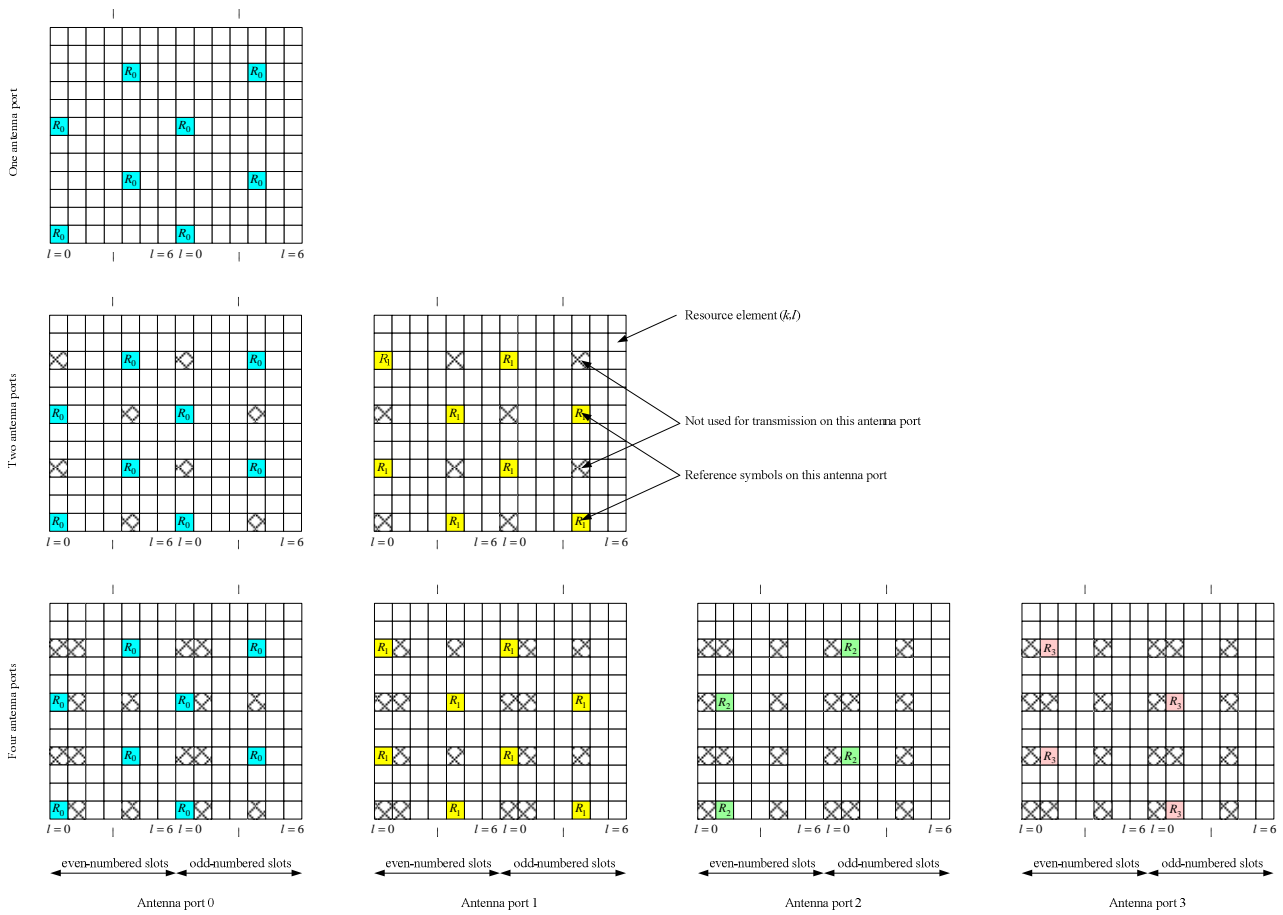 One antenna port
R0 R0
R0 R0
R0 R0
R0 R0
l = 0 l = 6 l = 0 l = 6
Two antenna ports
R0 R0
R0 R0
R0 R0
R0 R0
l = 0 l = 6 l = 0 l = 6
R1 R1
R1 R1
R1 R1
R1 R1
l = 0 l = 6 l = 0 l = 6
Resource element (k,l)
Not used for transmission on this antenna port
Reference symbols on this antenna port
Four antenna ports
R0 R0
R0 R0
R0 R0
R0 R0
l = 0 l = 6 l = 0 l = 6
even-numbered slots odd-numbered slots
Antenna port 0
R1 R1
R1 R1
R1 R1
R1 R1
l = 0 l = 6 l = 0 l = 6
even-numbered slots odd-numbered slots
Antenna port 1
R2
R2
R2
R2
l = 0 l = 6 l = 0 l = 6
even-numbered slots odd-numbered slots
Antenna port 2
R3
R3
R3
R3
l = 0 l = 6 l = 0 l = 6
even-numbered slots odd-numbered slots
Antenna port 3